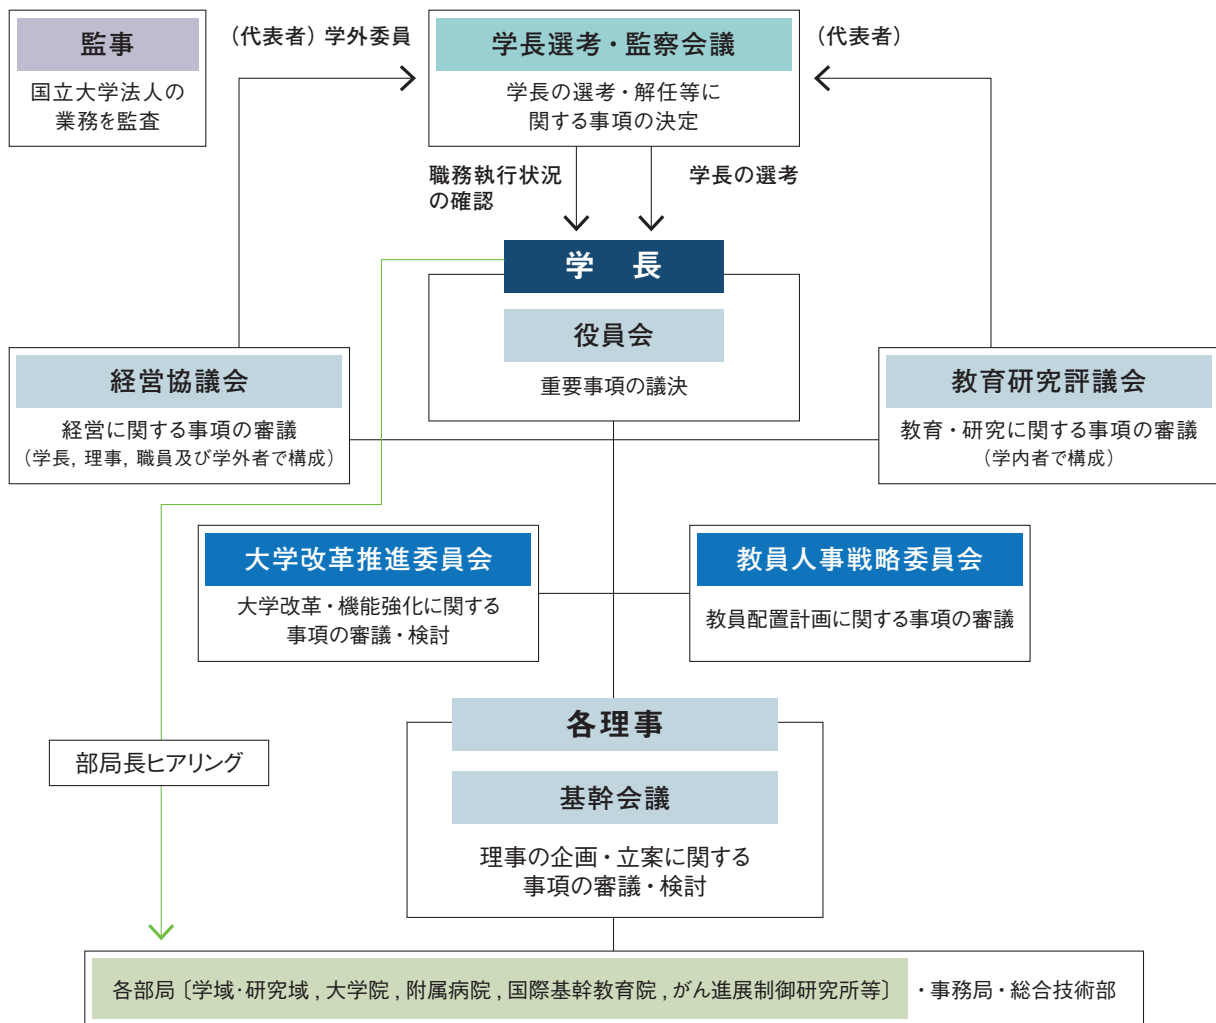 監事
国立大学法人の
業務を監査
（代表者） 学外委員
学長選考・監察会議
学長の選考・解任等に
関する事項の決定
（代表者）
職務執行状況
の確認
学長の選考
学　長
役員会
重要事項の議決
経営協議会
経営に関する事項の審議
（学長, 理事, 職員及び学外者で構成）
教育研究評議会
教育・研究に関する事項の審議
（学内者で構成）
大学改革推進委員会
大学改革・機能強化に関する
事項の審議・検討
教員人事戦略委員会
教員配置計画に関する事項の審議
部局長ヒアリング
各理事
基幹会議
理事の企画・立案に関する
事項の審議・検討
各部局〔学域・研究域 , 大学院 , 附属病院 , 国際基幹教育院 , がん進展制御研究所等〕 ・事務局・総合技術部